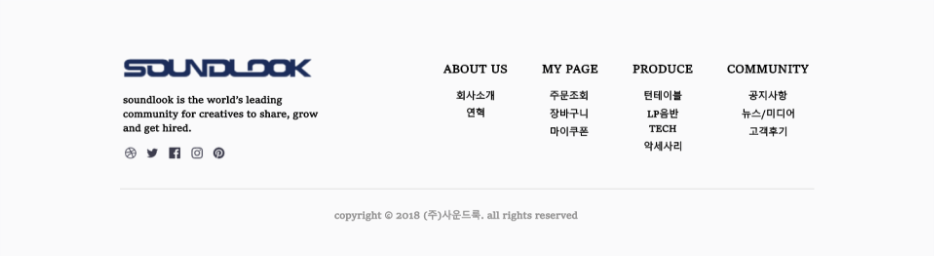 SOUNDLOOK
soundlook is the world's leading
community for creatives to share, grow
and get hired.
ABOUT US
회사소개
연혁
MY PAGE
주문조회
장바구니
마이쿠폰
PRODUCE
턴테이블
LP음반
TECH
악세사리
COMMUNITY
공지사항
뉴스/미디어
고객후기
copyright © 2018 (주)사운드룩. all rights reserved